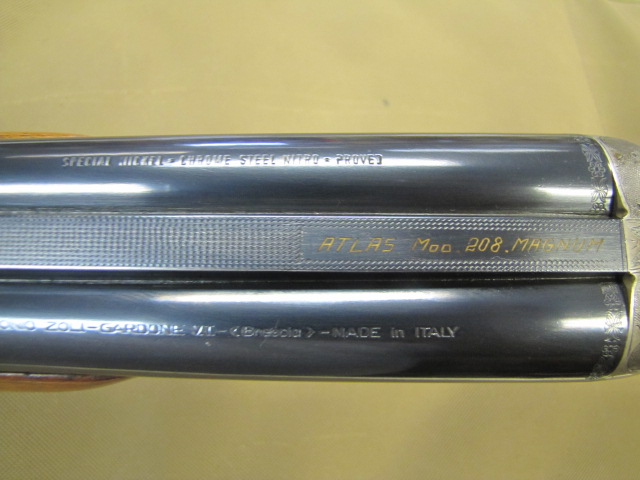 SPECIAL NICKEL - CHROME STEEL NITRO - PROVED
ATLAS Mod. 208. MAGNUM
ZOLI - GARDONE V.T. - <Brescia> - MADE in ITALY